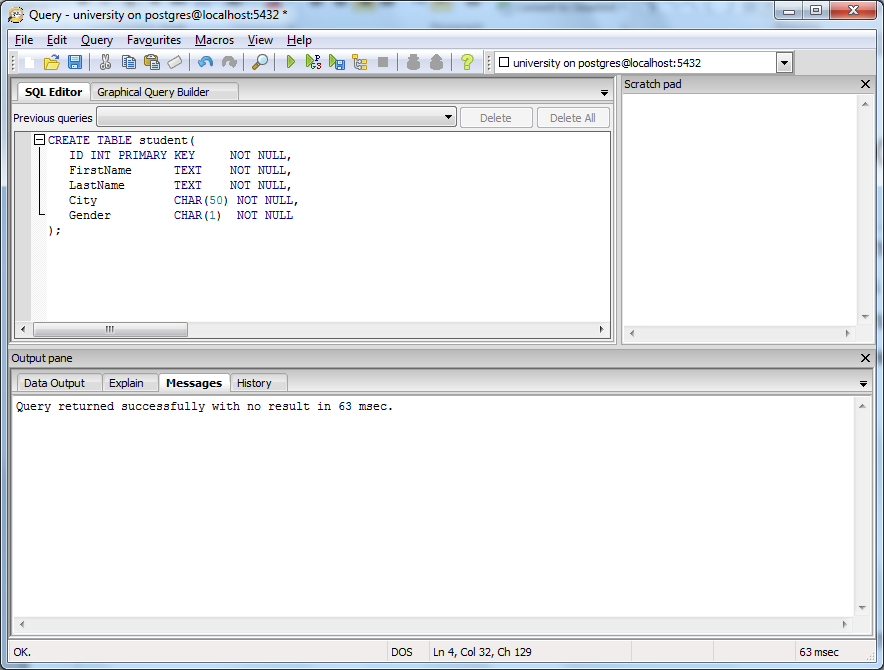 Query - university on postgres@localhost:5432 *
File Edit Query Favourites Macros View Help
university on postgres@localhost:5432
SQL Editor Graphical Query Builder
Scratch pad
Previous queries Delete Delete All
CREATE TABLE student(
ID INT PRIMARY KEY NOT NULL,
FirstName TEXT NOT NULL,
LastName TEXT NOT NULL,
City CHAR(50) NOT NULL,
Gender CHAR(1) NOT NULL
);
Output pane
Data Output Explain Messages History
Query returned successfully with no result in 63 msec.
OK. DOS Ln 4, Col 32, Ch 129 63 msec